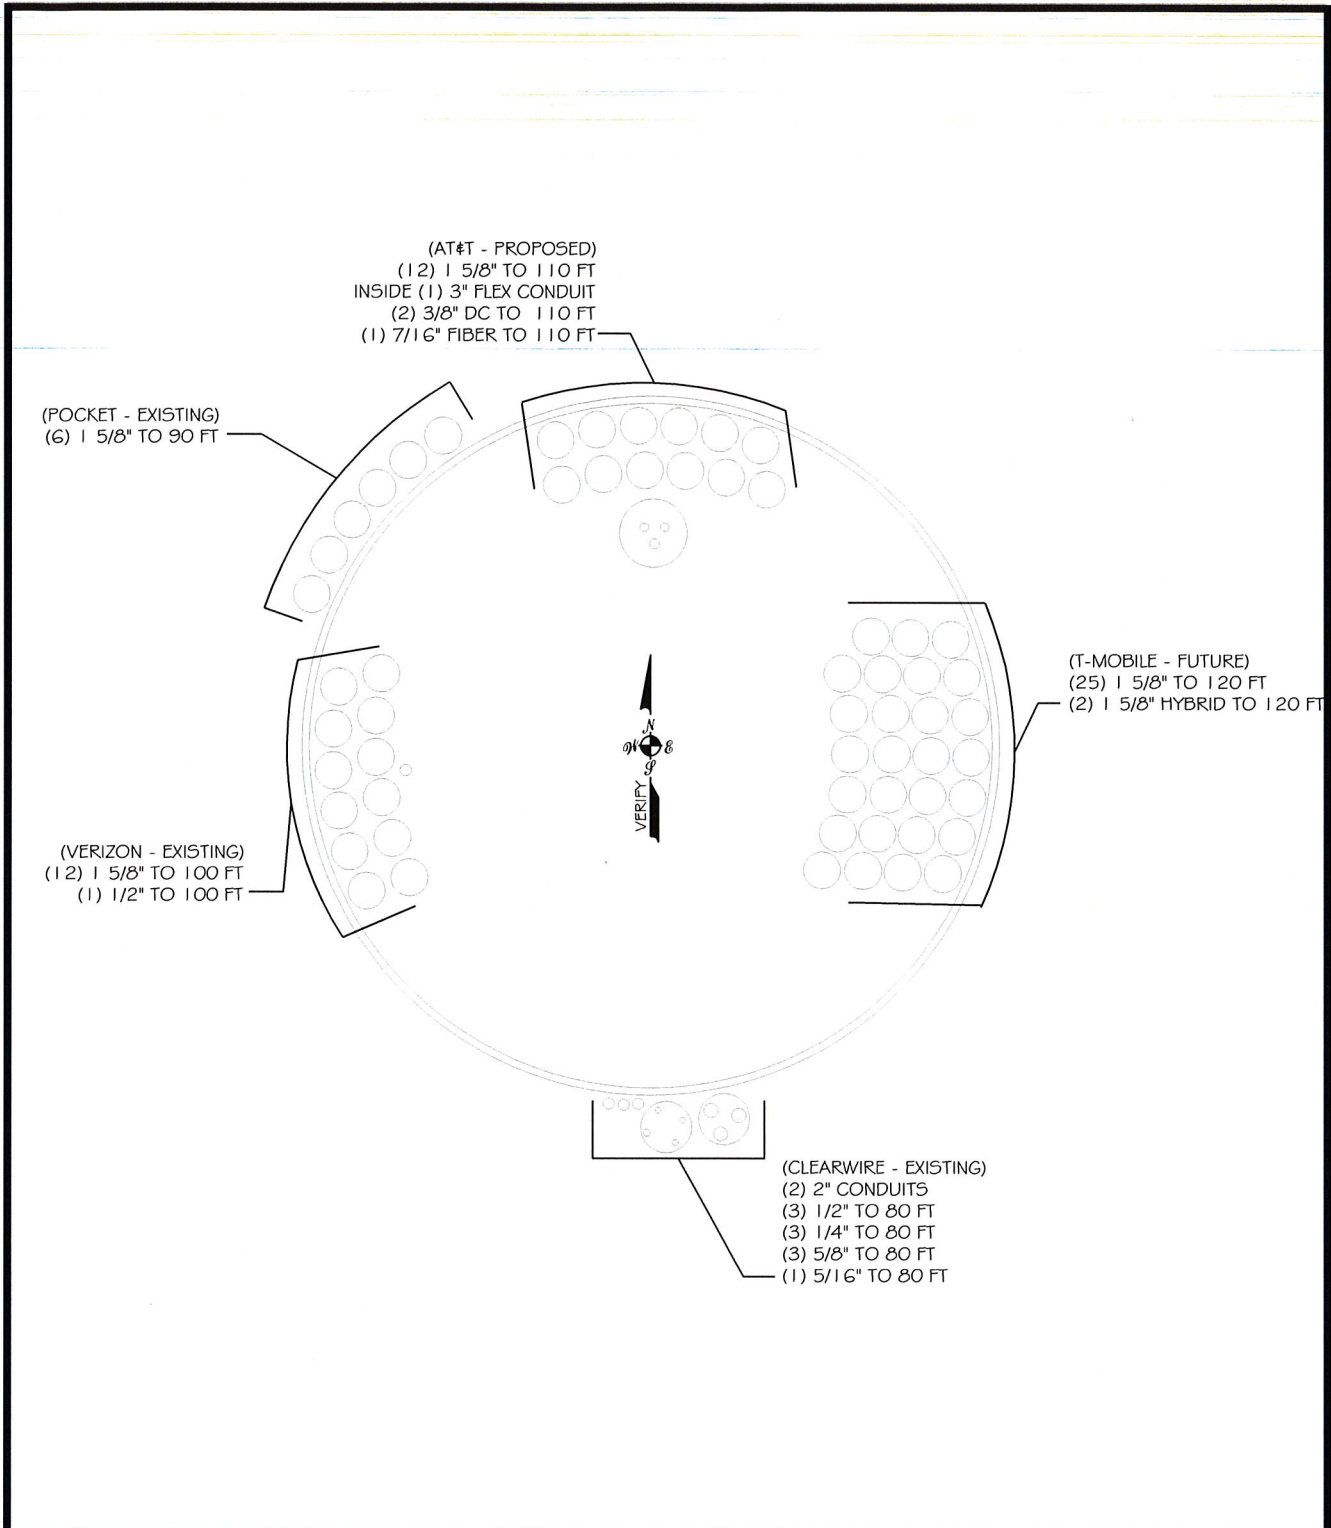 (AT&T - PROPOSED)
(12) 1 5/8" TO 110 FT
INSIDE (1) 3" FLEX CONDUIT
(2) 3/8" DC TO 110 FT
(1) 7/16" FIBER TO 110 FT
(POCKET - EXISTING)
(6) 1 5/8" TO 90 FT
(T-MOBILE - FUTURE)
(25) 1 5/8" TO 120 FT
(2) 1 5/8" HYBRID TO 120 FT
N
W E
S
VERIFY
(VERIZON - EXISTING)
(12) 1 5/8" TO 100 FT
(1) 1/2" TO 100 FT
(CLEARWIRE - EXISTING)
(2) 2" CONDUITS
(3) 1/2" TO 80 FT
(3) 1/4" TO 80 FT
(3) 5/8" TO 80 FT
(1) 5/16" TO 80 FT